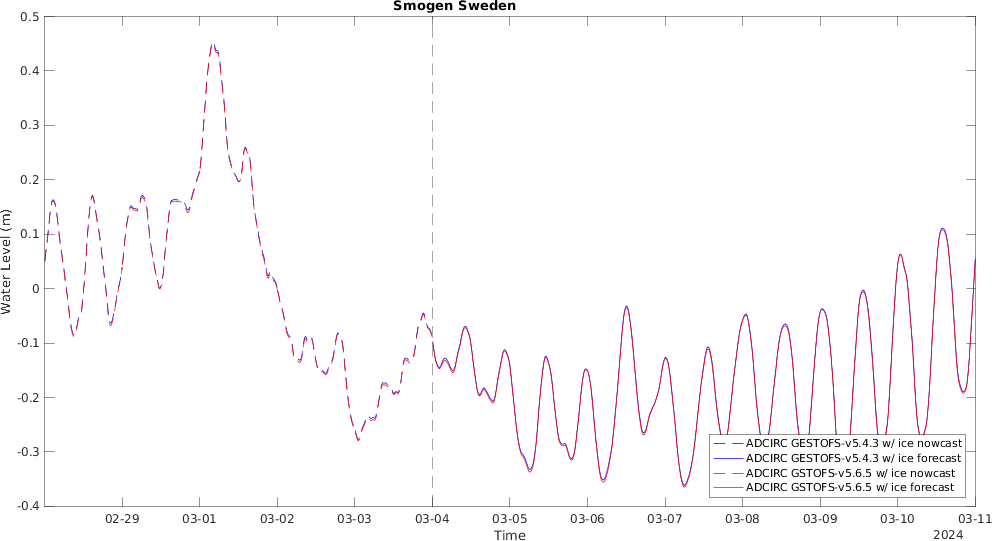 Smogen Sweden
0.5
0.4
0.3
0.2
0.1
0
-0.1
-0.2
-0.3
-0.4
Water Level (m)
ADCIRC GESTOFS-v5.4.3 w/ ice nowcast
ADCIRC GESTOFS-v5.4.3 w/ ice forecast
ADCIRC GSTOFS-v5.6.5 w/ ice nowcast
ADCIRC GSTOFS-v5.6.5 w/ ice forecast
02-29 03-01 03-02 03-03 03-04 03-05 03-06 03-07 03-08 03-09 03-10 03-11
Time
2024